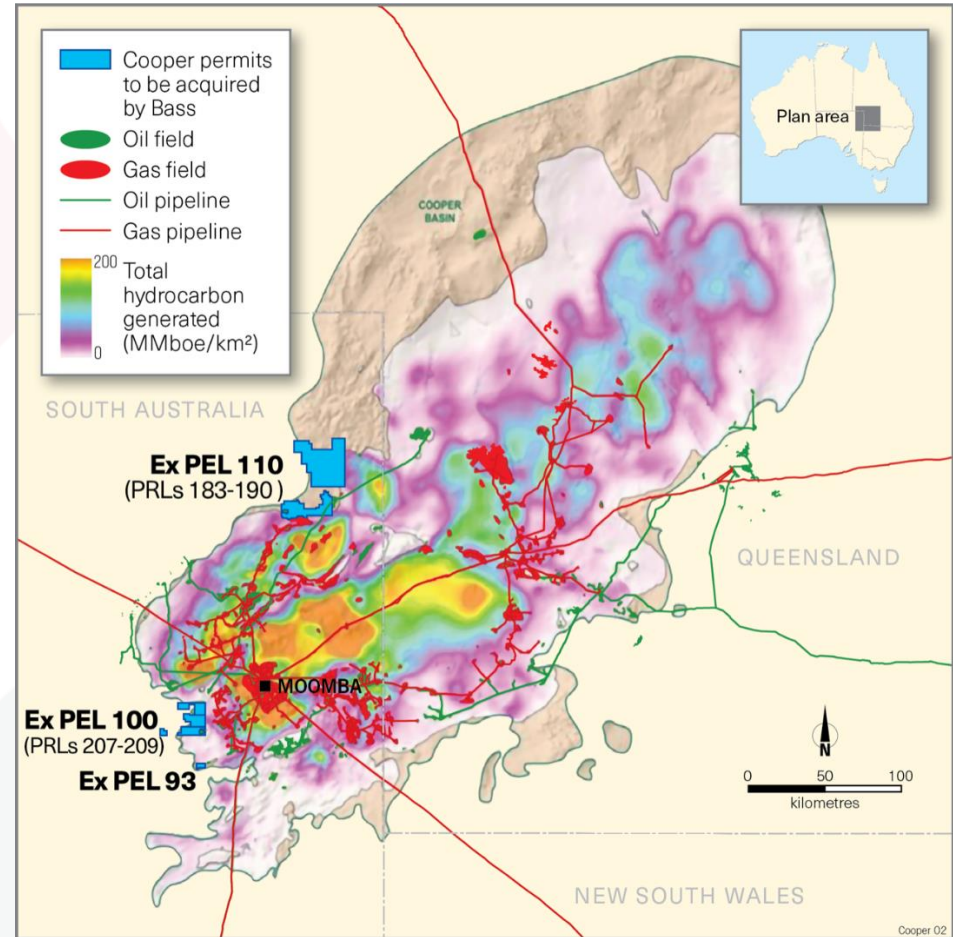 Cooper permits
to be acquired
by Bass
Oil field
Gas field
Oil pipeline
Gas pipeline
200
Total
hydrocarbon
generated
(MMboe/km²)
0
Plan area
COOPER
BASIN
SOUTH AUSTRALIA
Ex PEL 110
(PRLs 183-190 )
QUEENSLAND
MOOMBA
Ex PEL 100
(PRLs 207-209)
Ex PEL 93
N
0 50 100
kilometres
NEW SOUTH WALES
Cooper 02